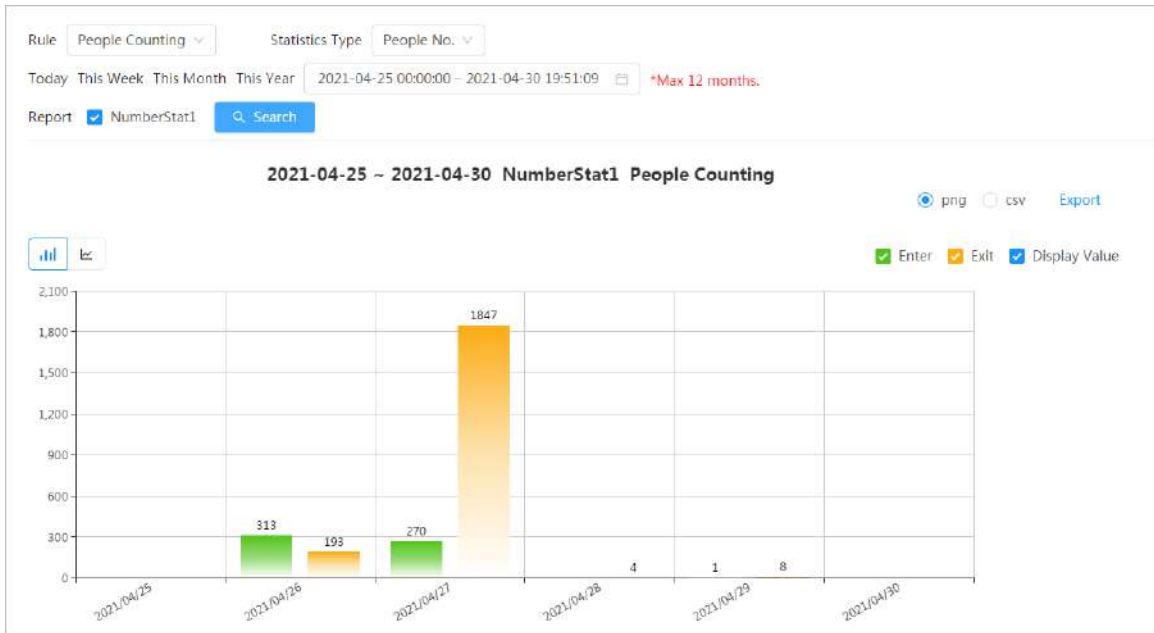 Rule People Counting Statistics Type People No.
Today This Week This Month This Year 2021-04-25 00:00:00 – 2021-04-30 19:51:09 *Max 12 months.
Report NumberStat1 Search
2021-04-25 ~ 2021-04-30 NumberStat1 People Counting
png csv Export
Enter Exit Display Value
2,100
1847
1,800
1,500
1,200
900
600
313 193 270
300
4 1 8
0
2021/04/25 2021/04/26 2021/04/27 2021/04/28 2021/04/29 2021/04/30